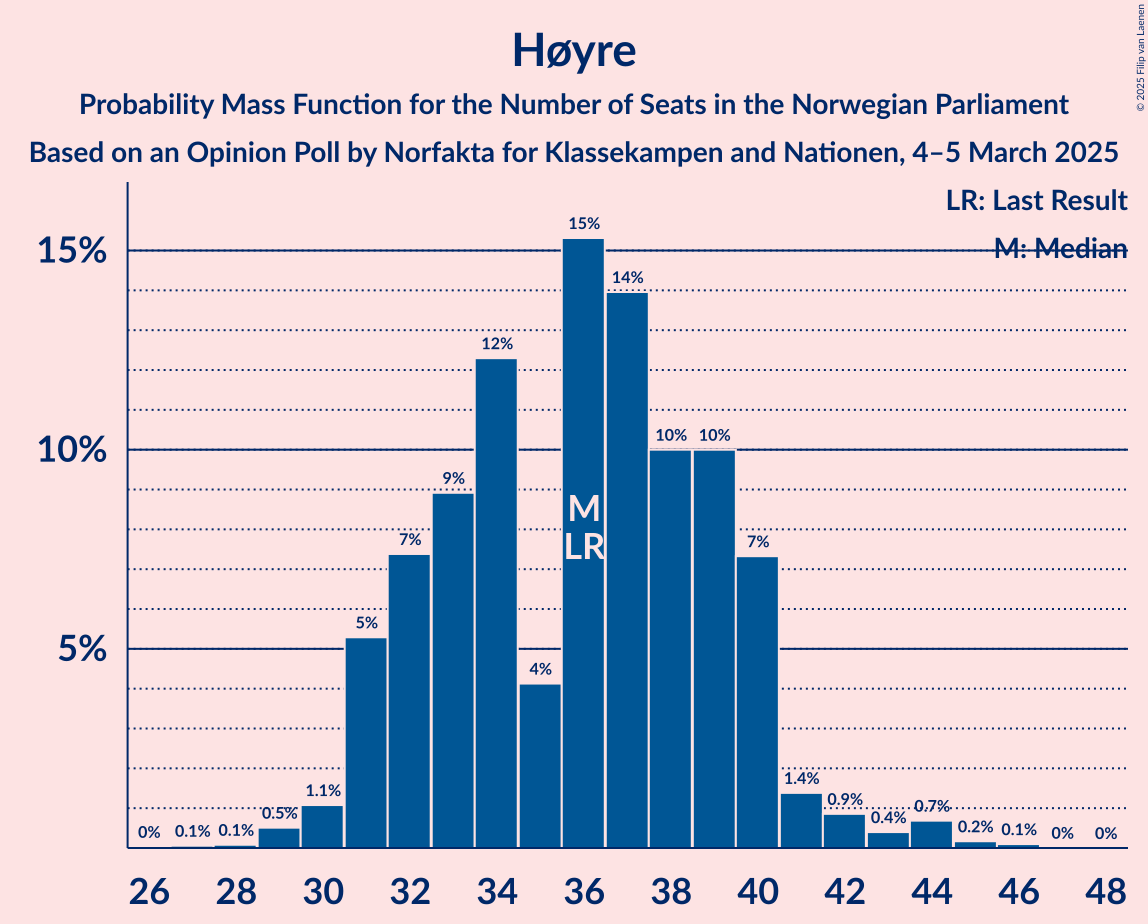 Høyre
Probability Mass Function for the Number of Seats in the Norwegian Parliament
Based on an Opinion Poll by Norfakta for Klassekampen and Nationen, 4–5 March 2025
© 2025 Filip van Laenen
LR: Last Result
M: Median
15%
10%
5%
0%
0.1%
0.1%
0.5%
1.1%
5%
7%
9%
12%
4%
15%
14%
10%
10%
7%
1.4%
0.9%
0.4%
0.7%
0.2%
0.1%
0%
0%
M
LR
26 28 30 32 34 36 38 40 42 44 46 48